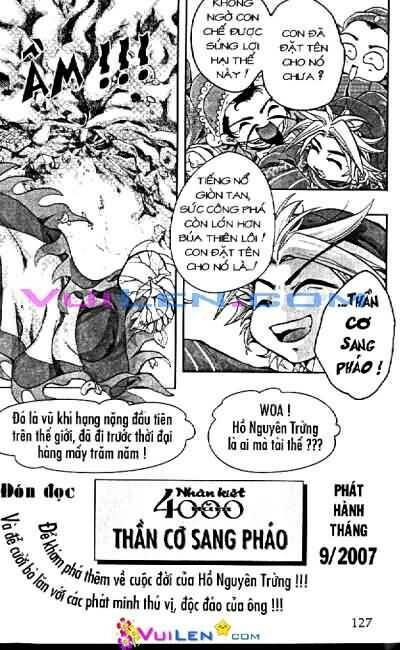 ẦM!!!
KHÔNG
NGỜ CON
CHẾ ĐƯỢC
SÚNG LỢI
HẠI THẾ
NÀY!
CON ĐÃ
ĐẶT TÊN
CHO NÓ
CHƯA?
TIẾNG NỔ
GIÒN TAN,
SỨC CÔNG PHÁ
CÒN LỚN HƠN
BÚA THIÊN LÔI!
CON ĐẶT TÊN
CHO NÓ LÀ...!
...THẦN
CƠ
SANG
PHÁO!
VUILEN.COM
Đó là vũ khí hạng nặng đầu tiên
trên thế giới, đã đi trước thời đại
hàng mấy trăm năm!
WOA!
Hồ Nguyên Trừng
là ai mà tài thế???
Đón đọc
Nhân kiệt
4000
THẦN CƠ SANG PHÁO
PHÁT
HÀNH
THÁNG
9/2007
Để khám phá thêm về cuộc đời của Hồ Nguyên Trừng!!!
Và để cười bò lăn với các phát minh thú vị, độc đáo của ông!!!
127
VUILEN.COM